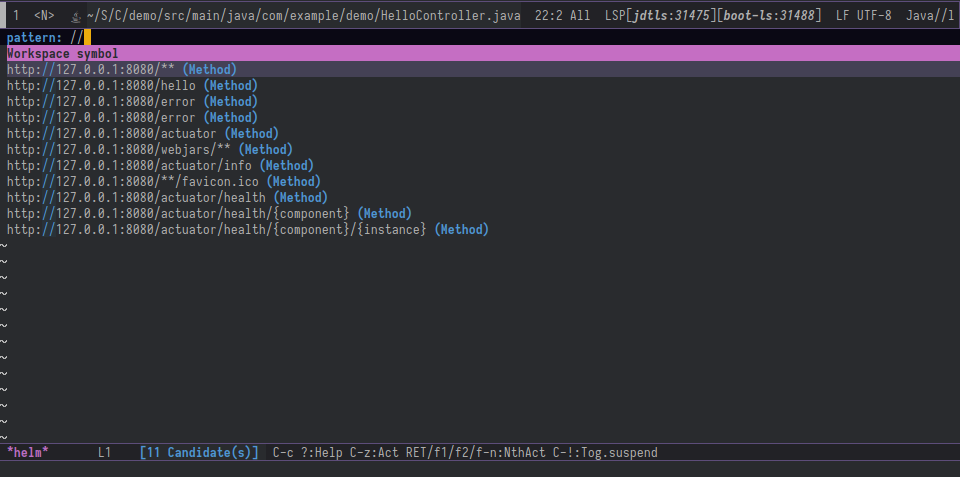 1 <N> ~/S/C/demo/src/main/java/com/example/demo/HelloController.java 22:2 All LSP[jdtls:31475][boot-ls:31488] LF UTF-8 Java//l
pattern: //
Workspace symbol
http://127.0.0.1:8080/** (Method)
http://127.0.0.1:8080/hello (Method)
http://127.0.0.1:8080/error (Method)
http://127.0.0.1:8080/error (Method)
http://127.0.0.1:8080/actuator (Method)
http://127.0.0.1:8080/webjars/** (Method)
http://127.0.0.1:8080/actuator/info (Method)
http://127.0.0.1:8080/**/favicon.ico (Method)
http://127.0.0.1:8080/actuator/health (Method)
http://127.0.0.1:8080/actuator/health/{component} (Method)
http://127.0.0.1:8080/actuator/health/{component}/{instance} (Method)
~
~
~
~
~
~
~
~
~
~
~
~
~
*helm* L1 [11 Candidate(s)] C-c ?:Help C-z:Act RET/f1/f2/f-n:NthAct C-!:Tog.suspend